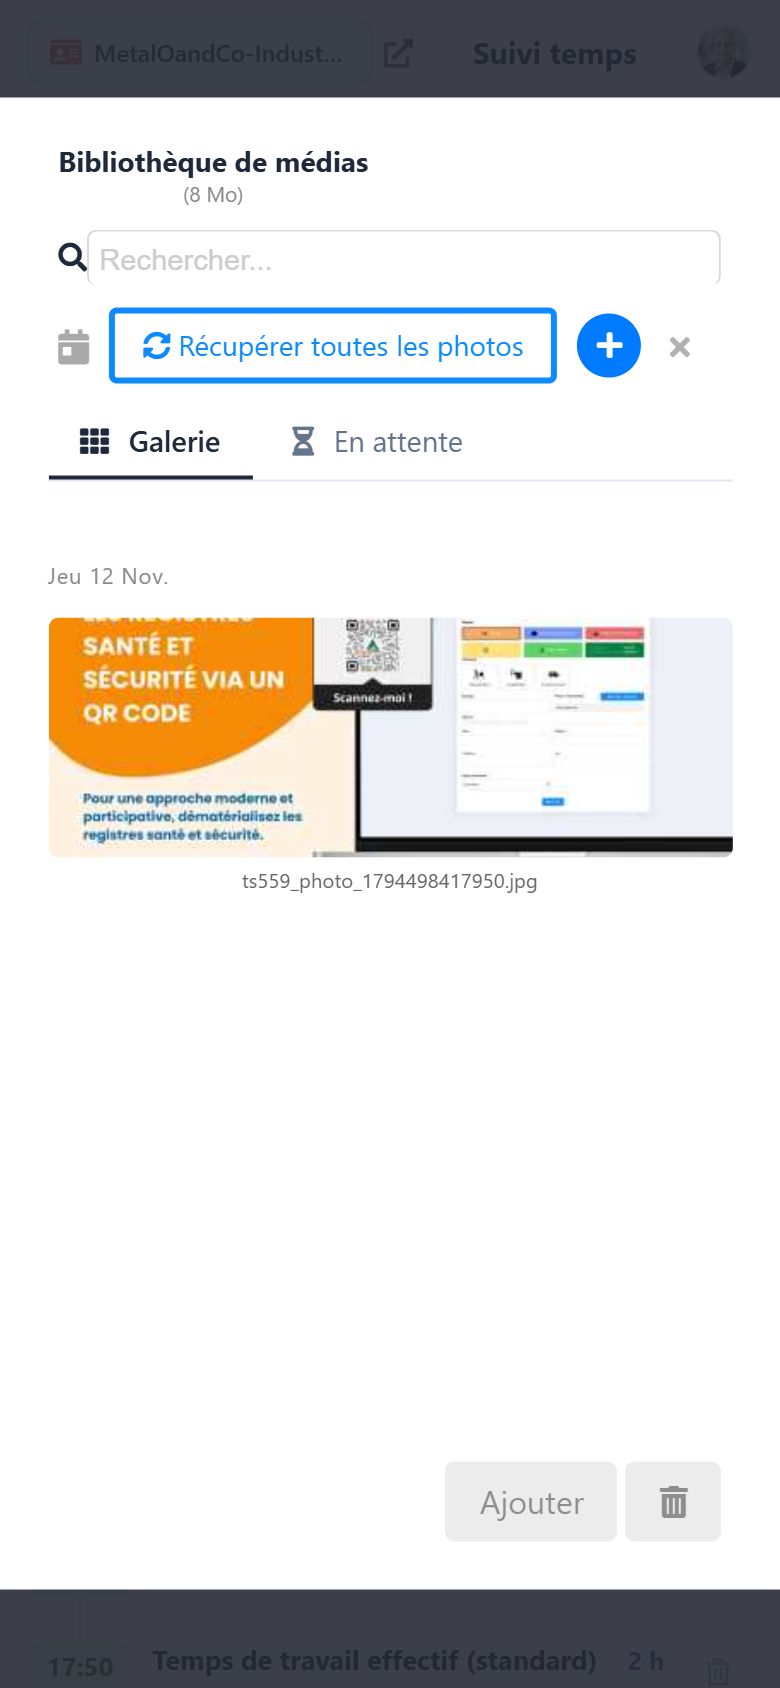 MetalOandCo-Indust...
Suivi temps
Bibliothèque de médias
(8 Mo)
Rechercher...
Récupérer toutes les photos
Galerie
En attente
Jeu 12 Nov.
LES REGISTRES
SANTÉ ET
SÉCURITÉ VIA UN
QR CODE
Scannez-moi !
Pour une approche moderne et
participative, dématérialisez les
registres santé et sécurité.
ts559_photo_1794498417950.jpg
Ajouter
17:50
Temps de travail effectif (standard)
2 h